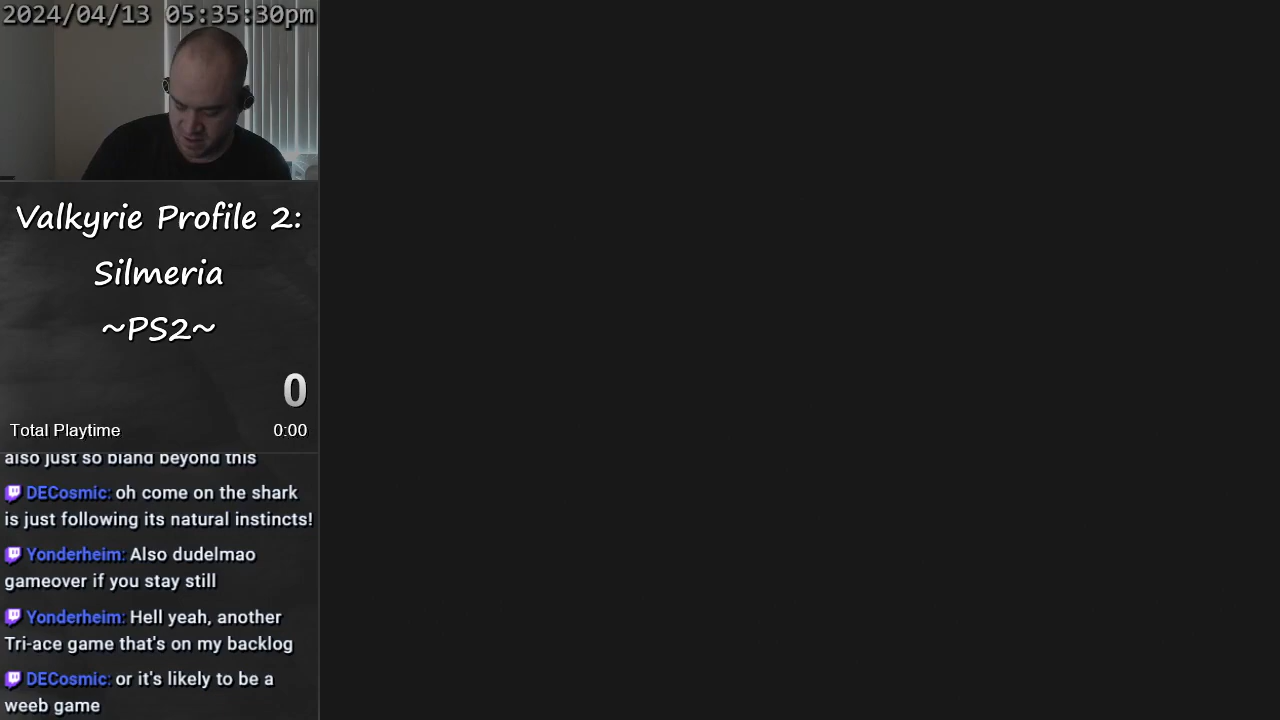 2024/04/13 05:35:30pm
Valkyrie Profile 2:
Silmeria
~PS2~
0
Total Playtime 0:00
also just so bland beyond this
DECosmic: oh come on the shark
is just following its natural instincts!
Yonderheim: Also dudelmao
gameover if you stay still
Yonderheim: Hell yeah, another
Tri-ace game that's on my backlog
DECosmic: or it's likely to be a
weeb game